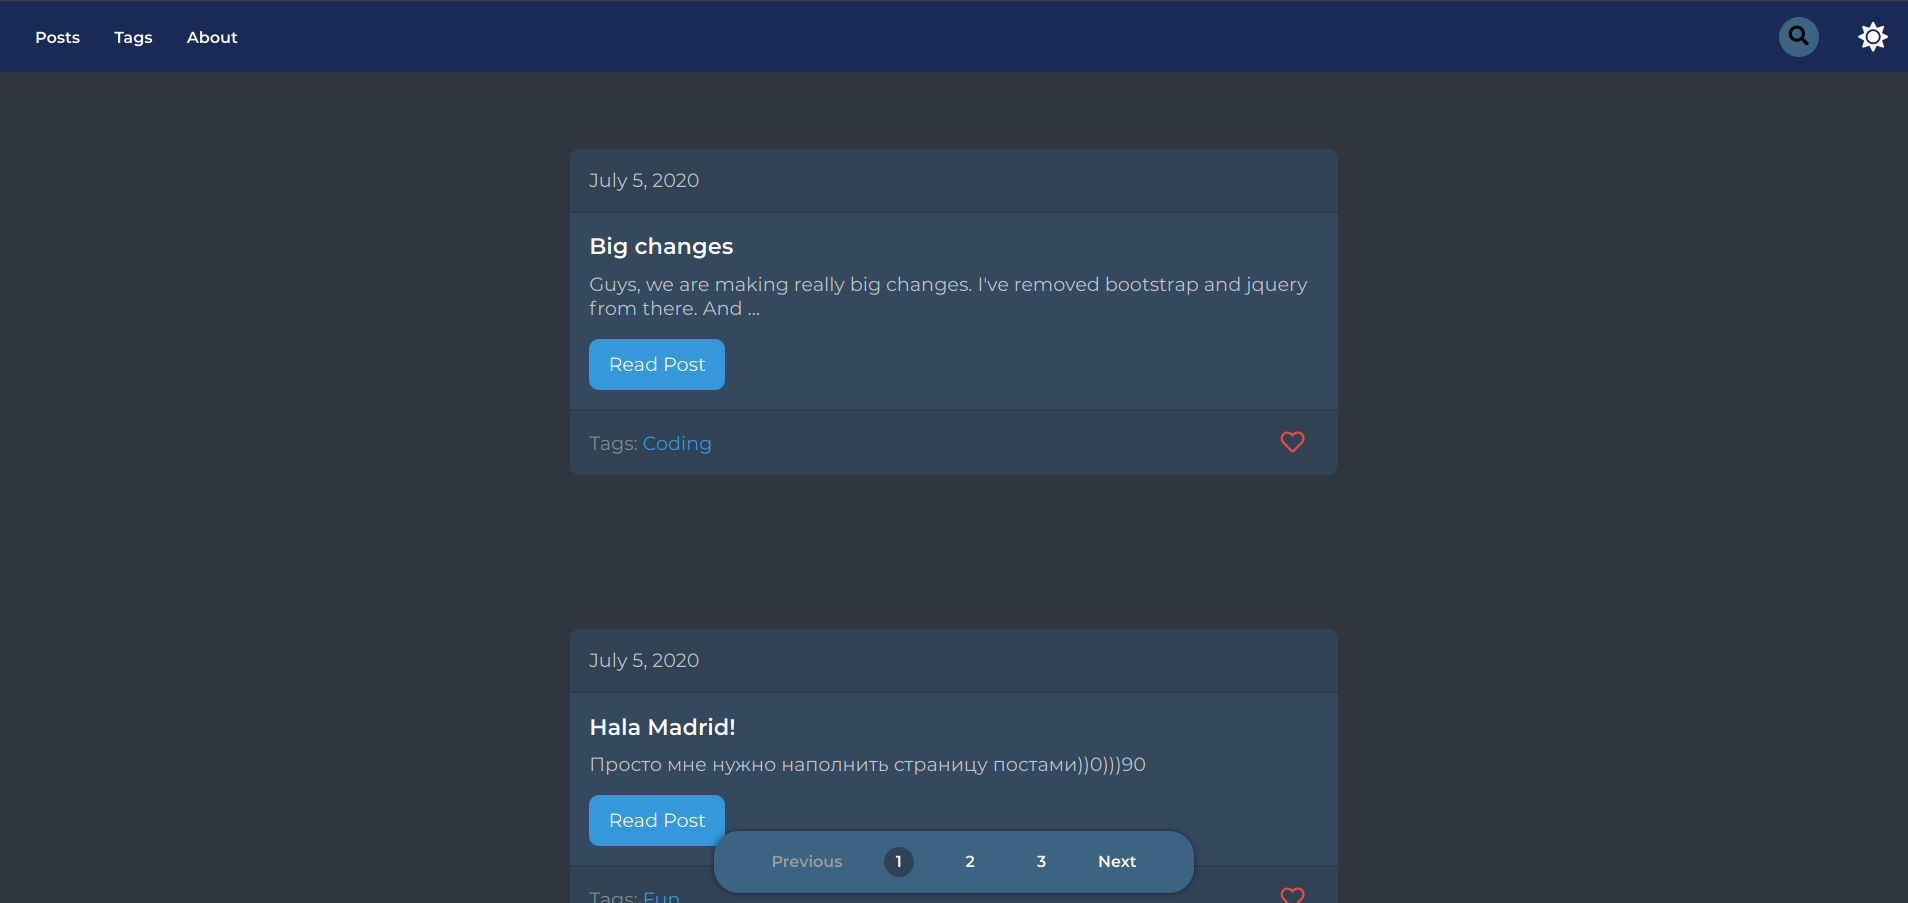 Posts Tags About
July 5, 2020
Big changes
Guys, we are making really big changes. I've removed bootstrap and jquery
from there. And ...
Read Post
Tags: Coding
July 5, 2020
Hala Madrid!
Просто мне нужно наполнить страницу постами))0)))90
Read Post
Previous 1 2 3 Next
Tags: Fun